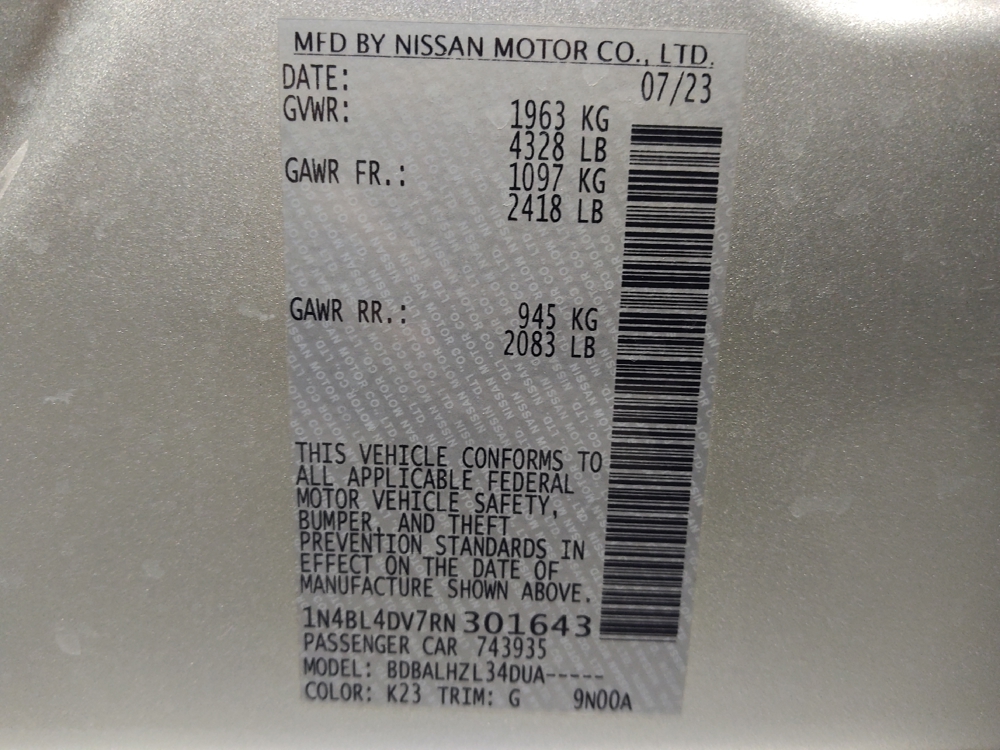 MFD BY NISSAN MOTOR CO., LTD.
DATE: 07/23
GVWR: 1963 KG
4328 LB
GAWR FR.: 1097 KG
2418 LB
GAWR RR.: 945 KG
2083 LB
THIS VEHICLE CONFORMS TO
ALL APPLICABLE FEDERAL
MOTOR VEHICLE SAFETY,
BUMPER, AND THEFT
PREVENTION STANDARDS IN
EFFECT ON THE DATE OF
MANUFACTURE SHOWN ABOVE.
1N4BL4DV7RN 301643
PASSENGER CAR 743935
MODEL: BDBALHZL34DUA-----
COLOR: K23 TRIM: G 9N00A